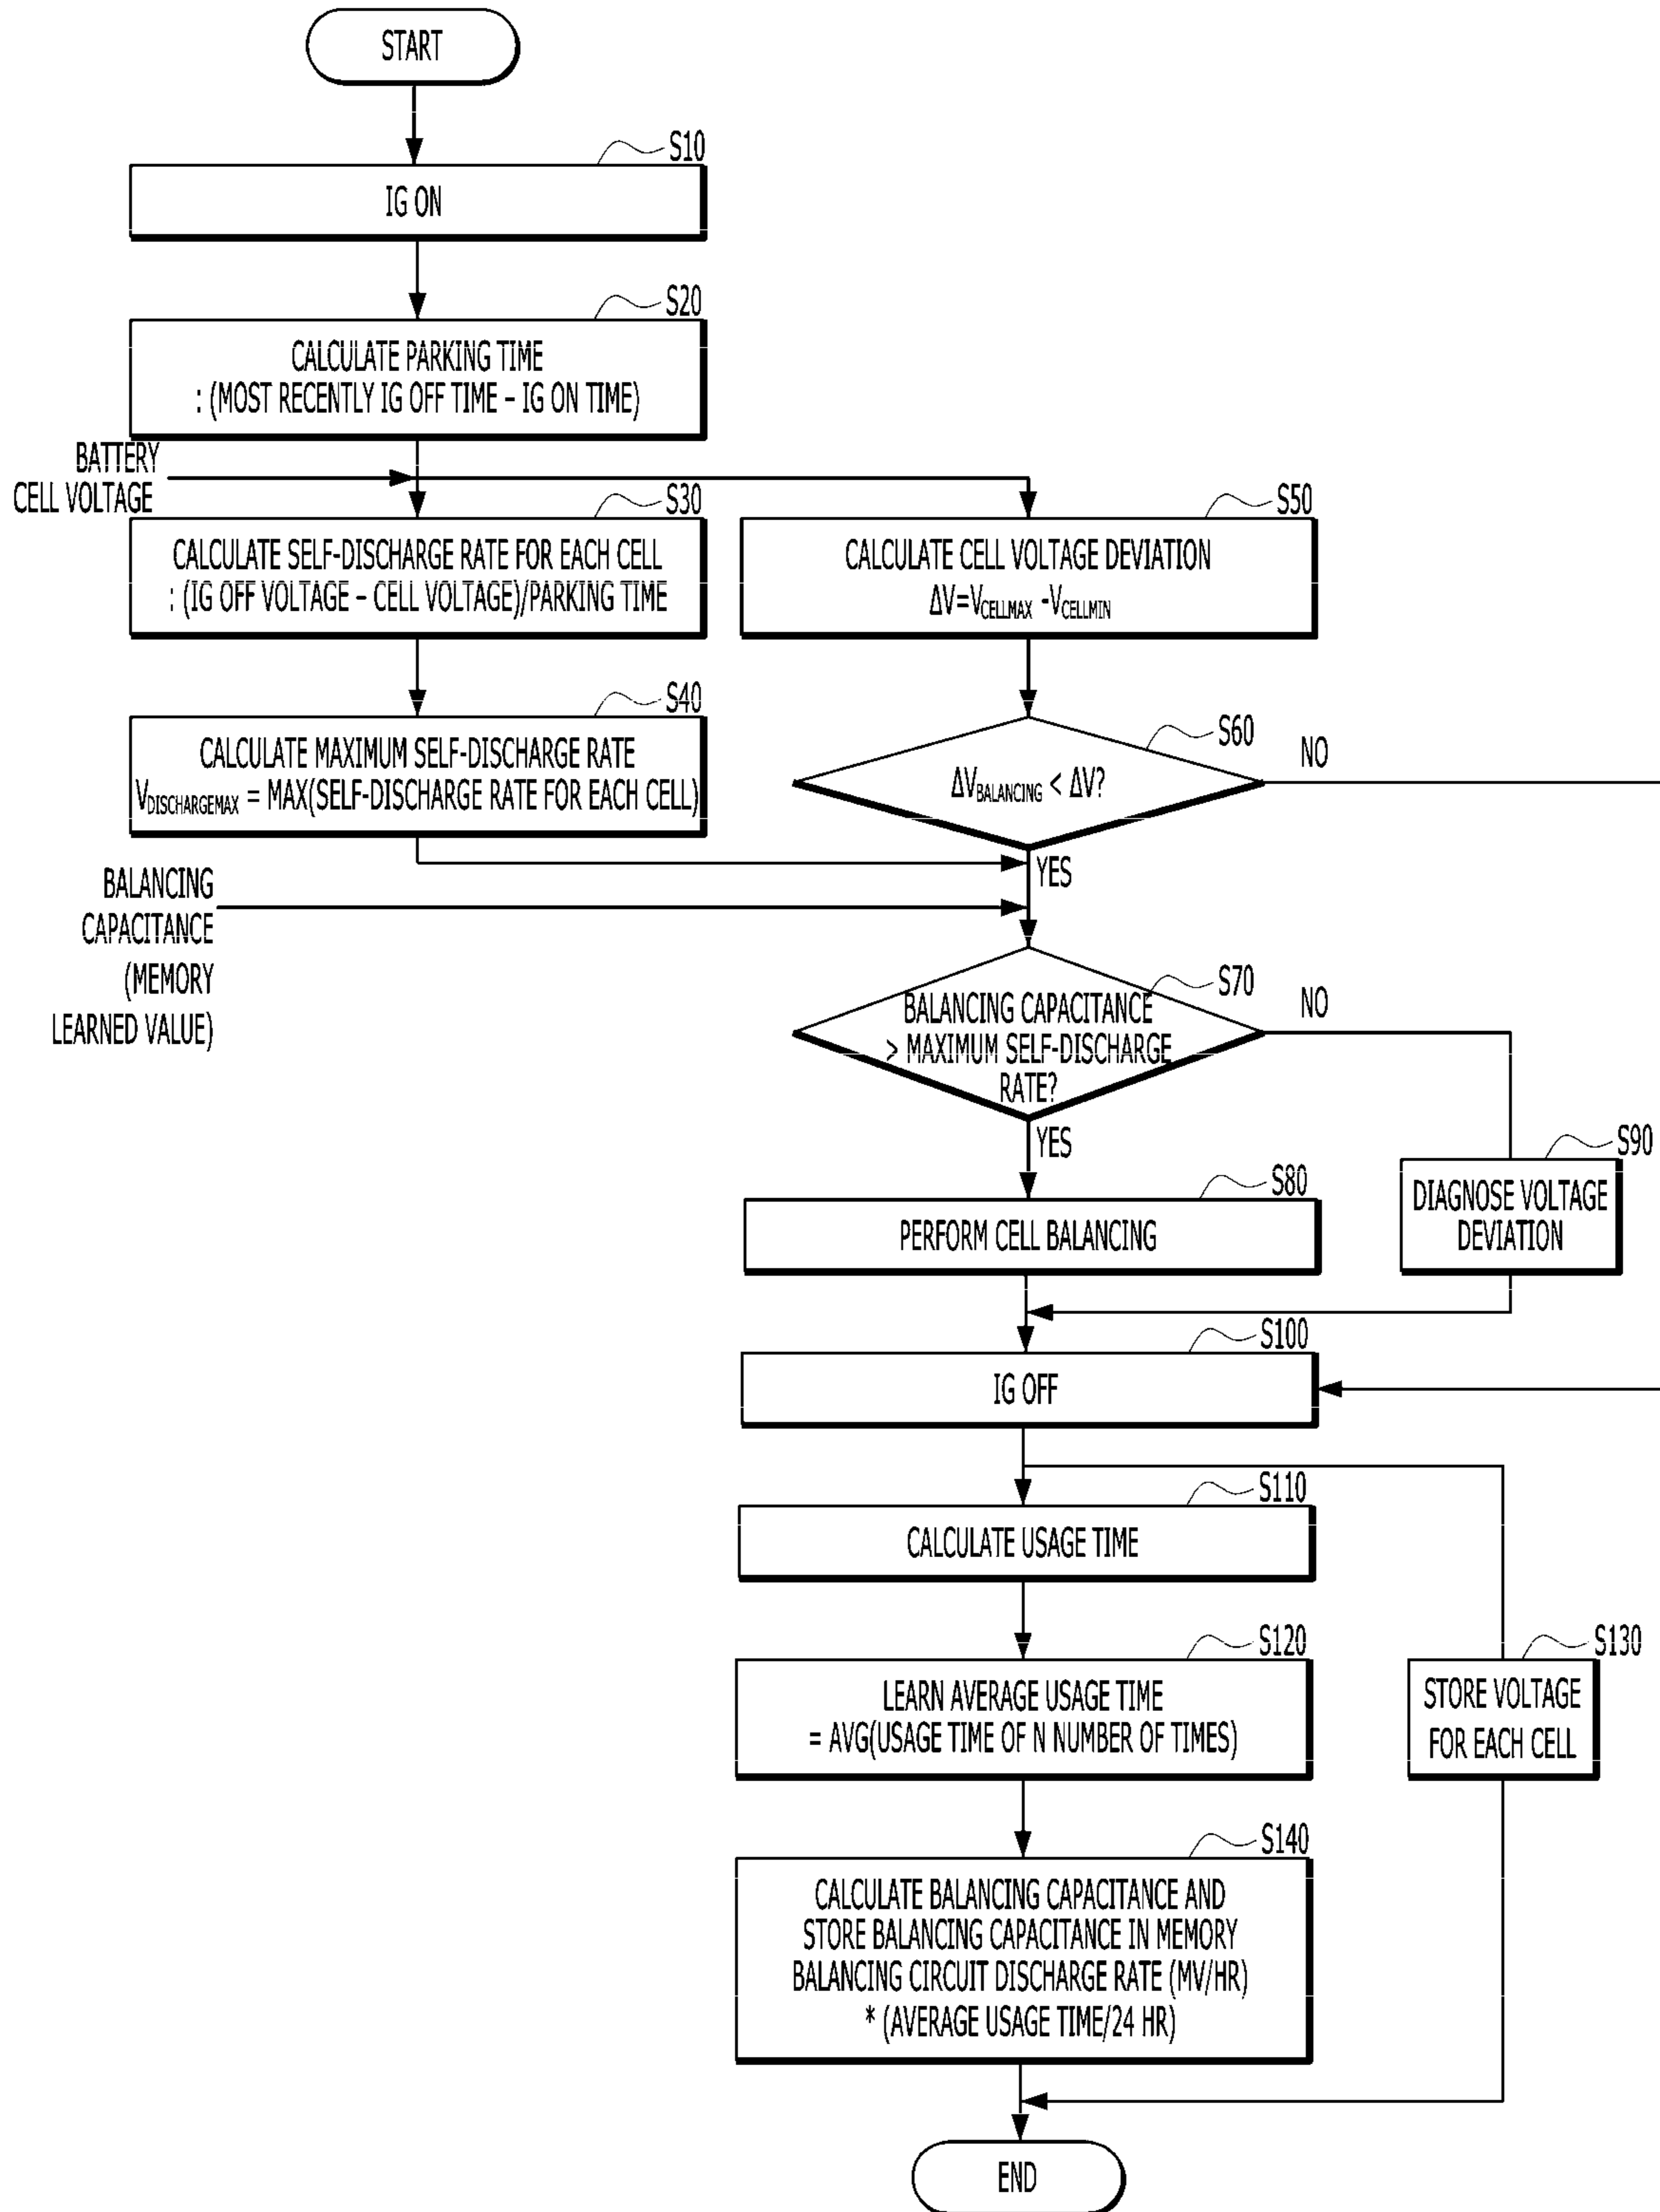 START
S10
IG ON
S20
CALCULATE PARKING TIME
: (MOST RECENTLY IG OFF TIME – IG ON TIME)
BATTERY
CELL VOLTAGE
S30
CALCULATE SELF-DISCHARGE RATE FOR EACH CELL
: (IG OFF VOLTAGE – CELL VOLTAGE)/PARKING TIME
S50
CALCULATE CELL VOLTAGE DEVIATION
ΔV=VCELLMAX -VCELLMIN
S40
CALCULATE MAXIMUM SELF-DISCHARGE RATE
VDISCHARGEMAX = MAX(SELF-DISCHARGE RATE FOR EACH CELL)
S60
ΔVBALANCING < ΔV?
NO
YES
BALANCING
CAPACITANCE
(MEMORY
LEARNED VALUE)
S70
BALANCING CAPACITANCE
> MAXIMUM SELF-DISCHARGE
RATE?
NO
YES
S90
DIAGNOSE VOLTAGE
DEVIATION
S80
PERFORM CELL BALANCING
S100
IG OFF
S110
CALCULATE USAGE TIME
S120
LEARN AVERAGE USAGE TIME
= AVG(USAGE TIME OF N NUMBER OF TIMES)
S130
STORE VOLTAGE
FOR EACH CELL
S140
CALCULATE BALANCING CAPACITANCE AND
STORE BALANCING CAPACITANCE IN MEMORY
BALANCING CIRCUIT DISCHARGE RATE (MV/HR)
* (AVERAGE USAGE TIME/24 HR)
END